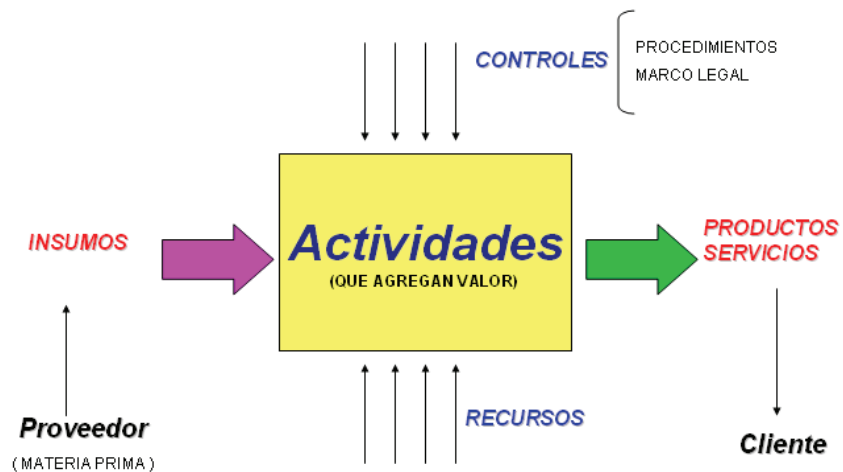 CONTROLES
PROCEDIMIENTOS
MARCO LEGAL
INSUMOS
Actividades
(QUE AGREGAN VALOR)
PRODUCTOS
SERVICIOS
RECURSOS
Proveedor
( MATERIA PRIMA )
Cliente